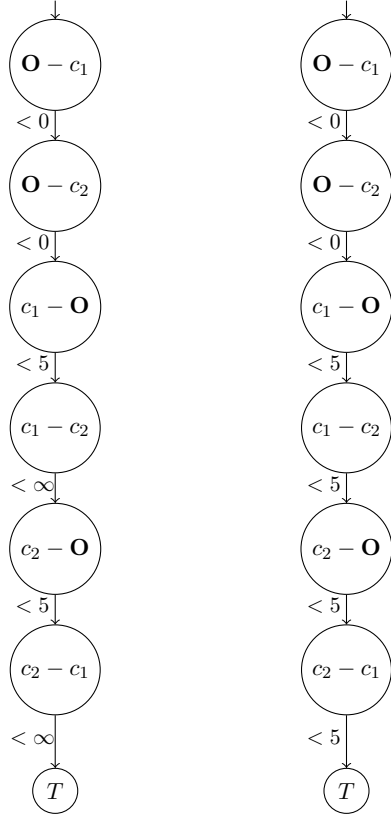 𝐎 − c₁ 𝐎 − c₁
< 0 < 0
𝐎 − c₂ 𝐎 − c₂
< 0 < 0
c₁ − 𝐎 c₁ − 𝐎
< 5 < 5
c₁ − c₂ c₁ − c₂
< ∞ < 5
c₂ − 𝐎 c₂ − 𝐎
< 5 < 5
c₂ − c₁ c₂ − c₁
< ∞ < 5
T T